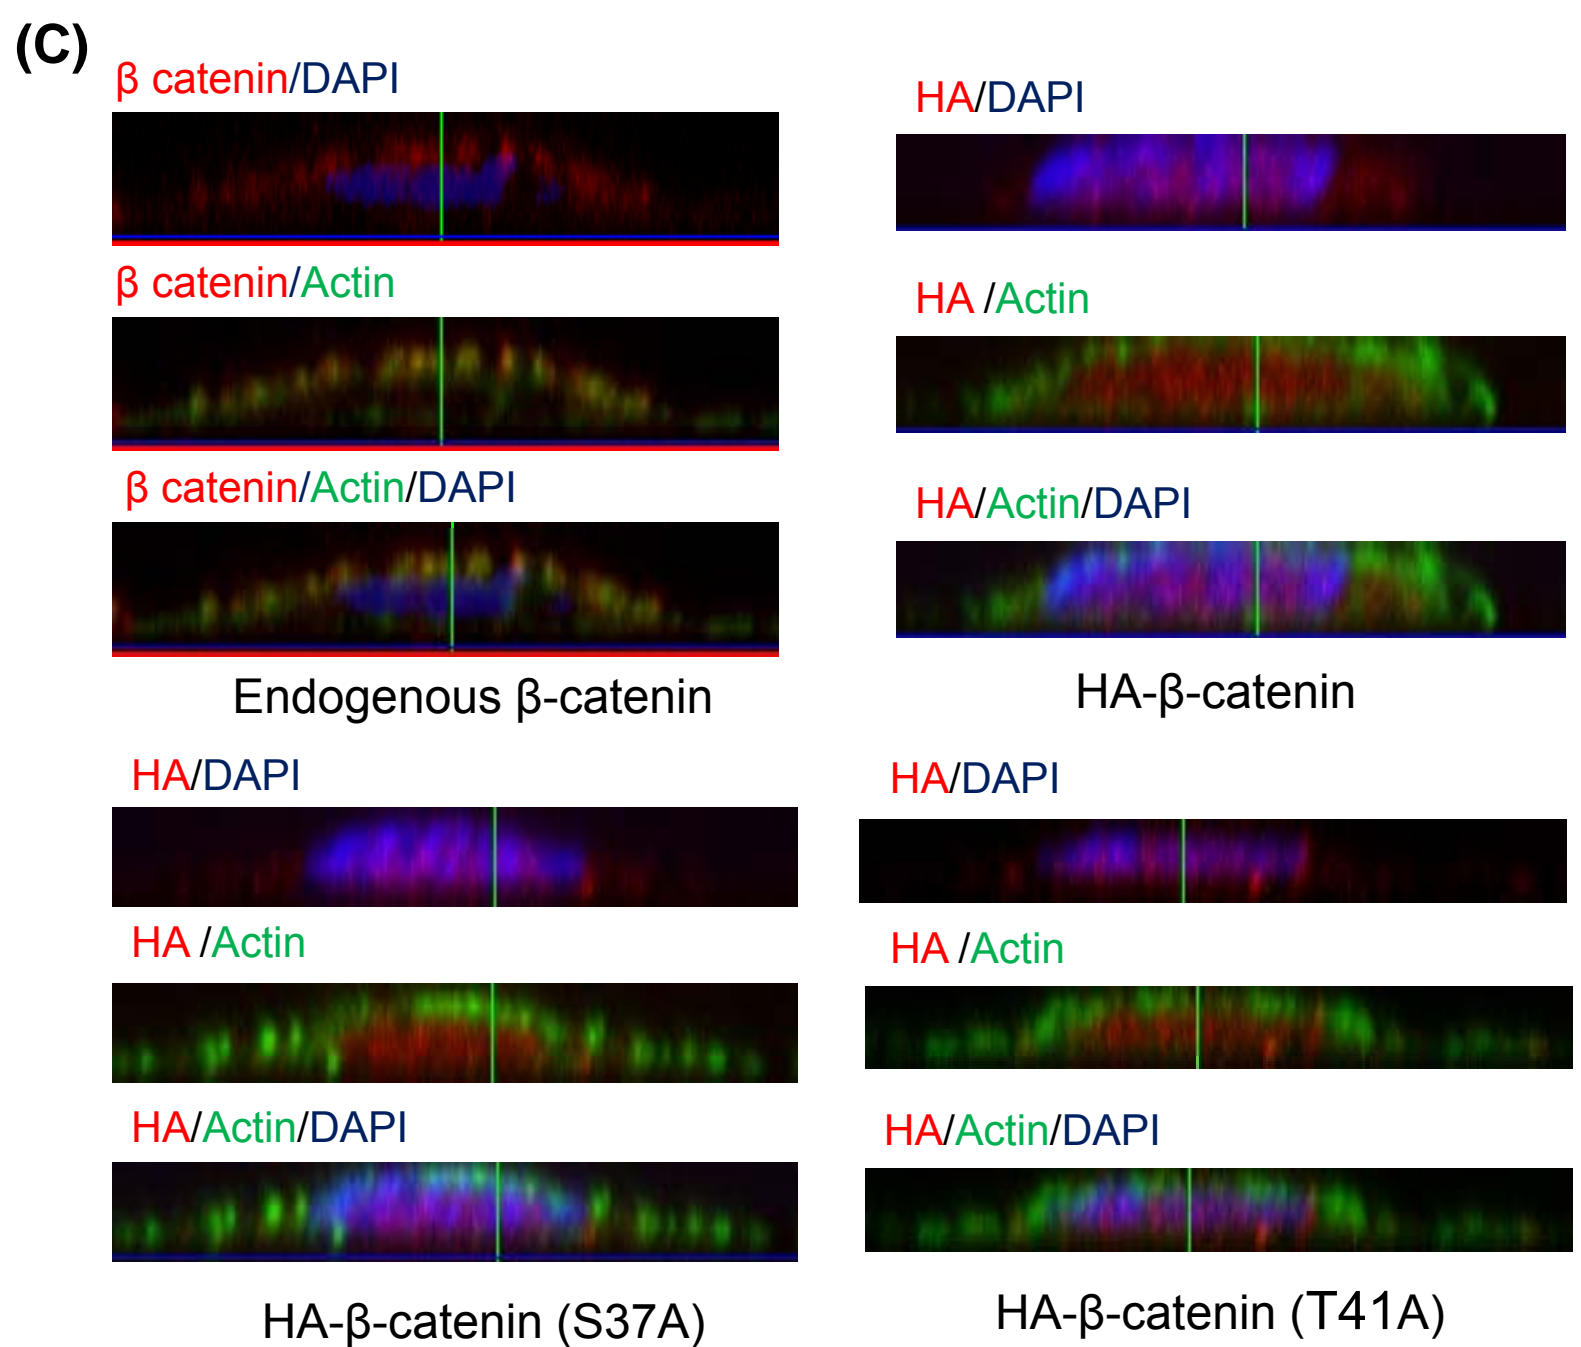 (C)
β catenin/DAPI
β catenin/Actin
β catenin/Actin/DAPI
Endogenous β-catenin
HA/DAPI
HA /Actin
HA/Actin/DAPI
HA-β-catenin
HA/DAPI
HA /Actin
HA/Actin/DAPI
HA-β-catenin (S37A)
HA/DAPI
HA /Actin
HA/Actin/DAPI
HA-β-catenin (T41A)